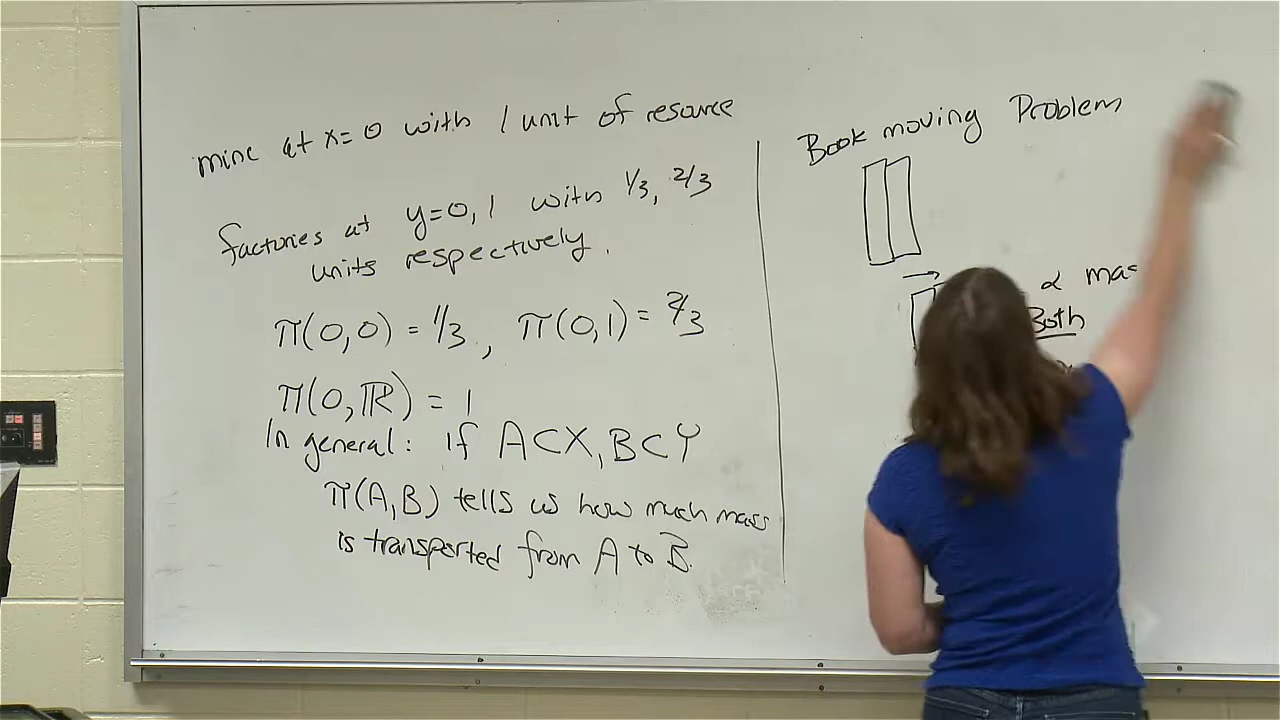 mine at x=0 with 1 unit of resource
factories at y=0,1 with 1/3, 2/3
units respectively.
π(0,0) = 1/3, π(0,1) = 2/3
π(0,ℝ) = 1
In general: if A⊂X, B⊂Y
π(A,B) tells us how much mass
is transported from A to B.
Book moving Problem
α mas
Both